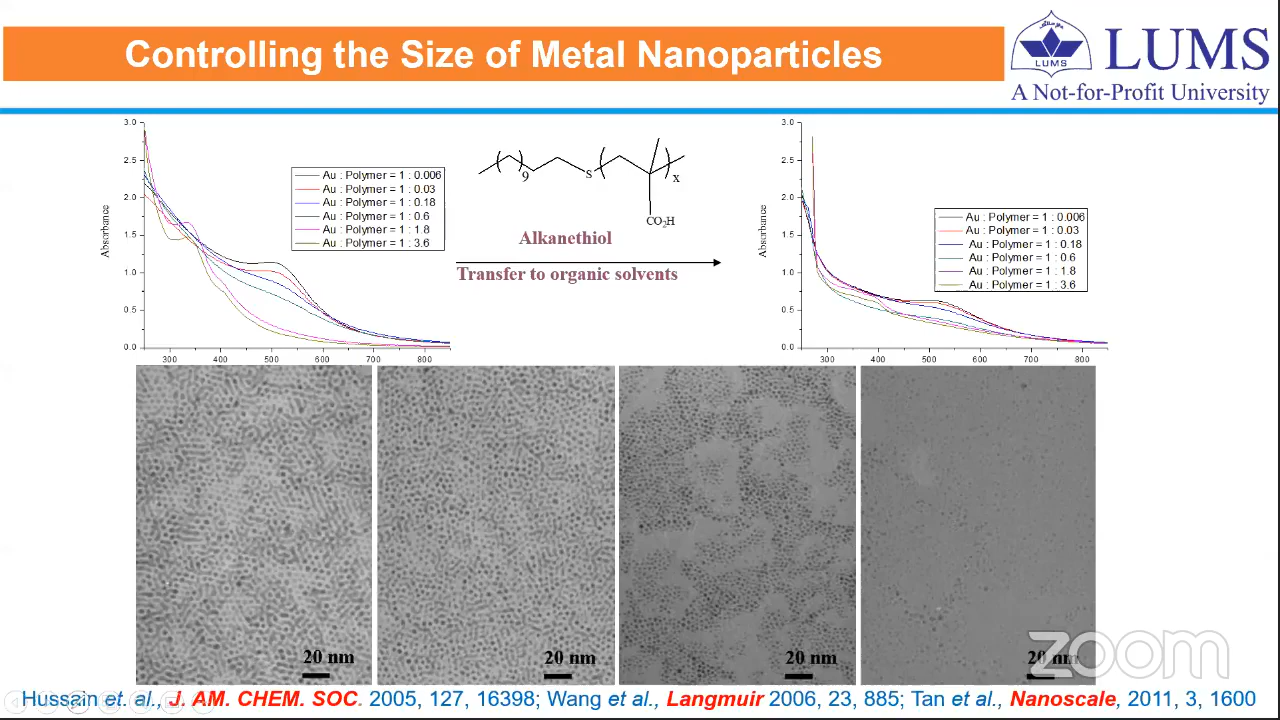 Controlling the Size of Metal Nanoparticles
LUMS
LUMS
A Not-for-Profit University
3.0
2.5
2.0
1.5
1.0
0.5
0.0
Absorbance
300 400 500 600 700 800
Au : Polymer = 1 : 0.006
Au : Polymer = 1 : 0.03
Au : Polymer = 1 : 0.18
Au : Polymer = 1 : 0.6
Au : Polymer = 1 : 1.8
Au : Polymer = 1 : 3.6
9
S
x
CO2H
Alkanethiol
Transfer to organic solvents
3.0
2.5
2.0
1.5
1.0
0.5
0.0
Absorbance
300 400 500 600 700 800
Au : Polymer = 1 : 0.006
Au : Polymer = 1 : 0.03
Au : Polymer = 1 : 0.18
Au : Polymer = 1 : 0.6
Au : Polymer = 1 : 1.8
Au : Polymer = 1 : 3.6
20 nm
20 nm
20 nm
20 nm
zoom
Hussain et. al., J. AM. CHEM. SOC. 2005, 127, 16398; Wang et al., Langmuir 2006, 23, 885; Tan et al., Nanoscale, 2011, 3, 1600